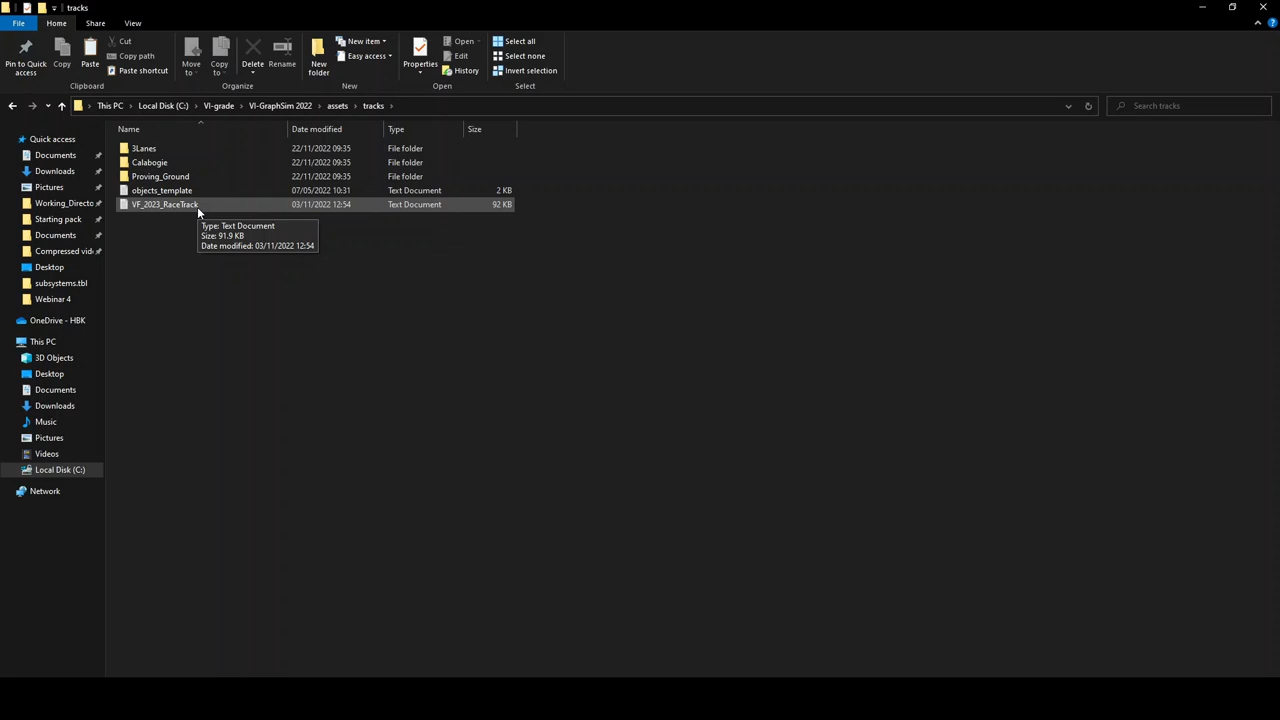 tracks
File Home Share View
Pin to Quick access
Copy
Paste
Cut
Copy path
Paste shortcut
Clipboard
Move to
Copy to
Delete
Rename
Organize
New folder
New item
Easy access
New
Properties
Open
Edit
History
Open
Select all
Select none
Invert selection
Select
This PC Local Disk (C:) VI-grade VI-GraphSim 2022 assets tracks
Search tracks
Name Date modified Type Size
3Lanes 22/11/2022 09:35 File folder
Calabogie 22/11/2022 09:35 File folder
Proving_Ground 22/11/2022 09:35 File folder
objects_template 07/05/2022 10:31 Text Document 2 KB
VF_2023_RaceTrack 03/11/2022 12:54 Text Document 92 KB
Type: Text Document
Size: 91.9 KB
Date modified: 03/11/2022 12:54
Quick access
Documents
Downloads
Pictures
Working_Directo
Starting pack
Documents
Compressed vide
Desktop
subsystems.tbl
Webinar 4
OneDrive - HBK
This PC
3D Objects
Desktop
Documents
Downloads
Music
Pictures
Videos
Local Disk (C:)
Network